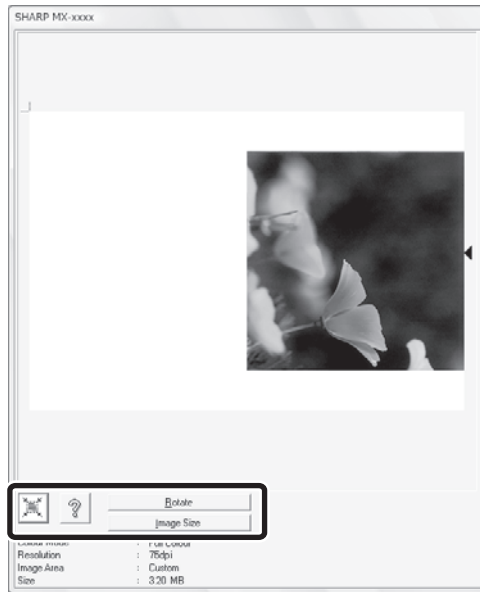 SHARP MX-xxxx
Rotate
Image Size
Colour Mode : Full Colour
Resolution : 75dpi
Image Area : Custom
Size : 3.20 MB